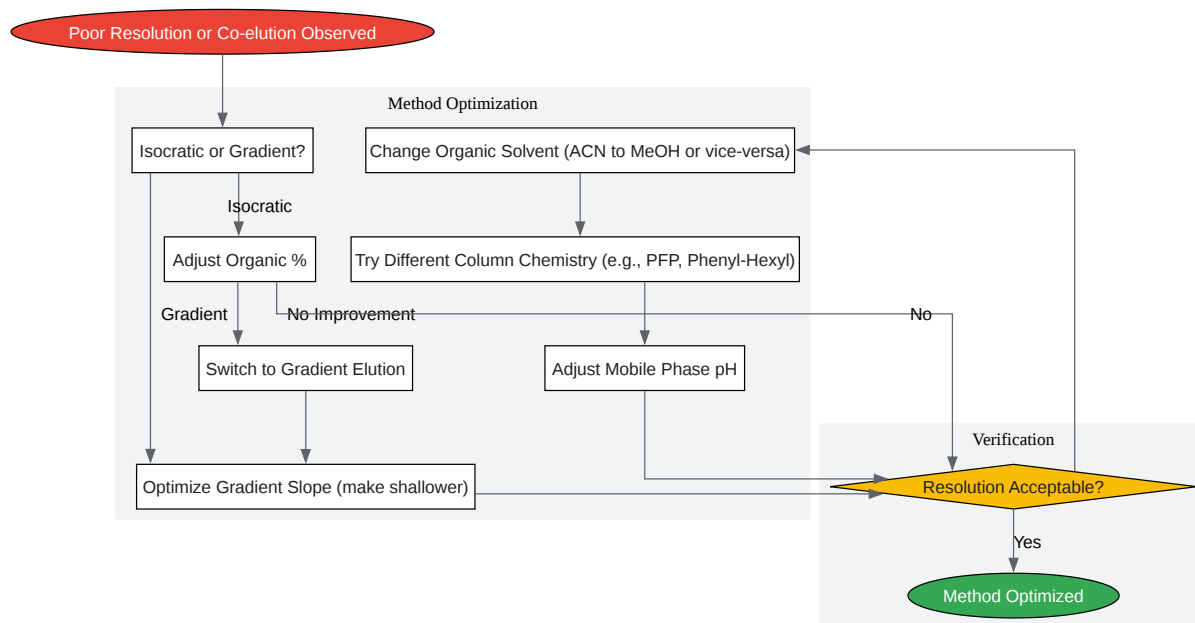 Poor Resolution or Co-elution Observed
Method Optimization
Isocratic or Gradient?
Change Organic Solvent (ACN to MeOH or vice-versa)
Isocratic
Adjust Organic %
Try Different Column Chemistry (e.g., PFP, Phenyl-Hexyl)
Gradient
No Improvement
No
Switch to Gradient Elution
Adjust Mobile Phase pH
Verification
Optimize Gradient Slope (make shallower)
Resolution Acceptable?
Yes
Method Optimized